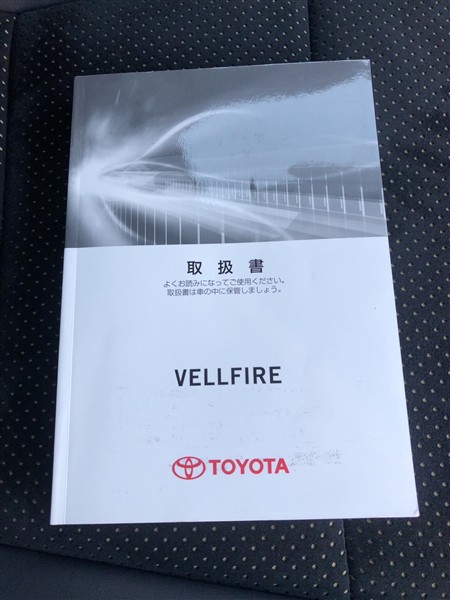 取扱書
よくお読みになってご使用ください。
取扱書は車の中に保管しましょう。
VELLFIRE
TOYOTA